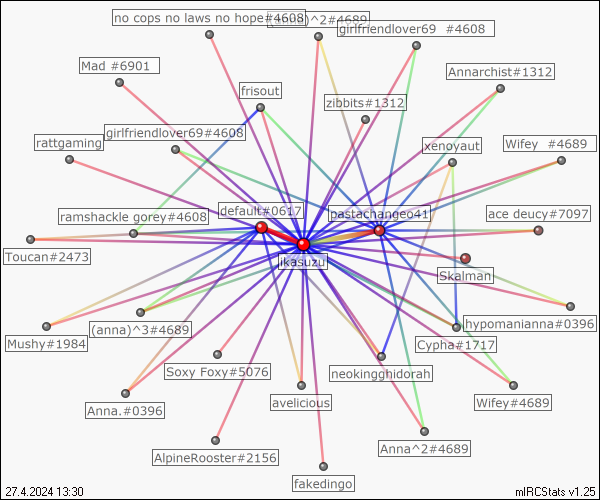 no cops no laws no hope#4608
^2#4689
girlfriendlover69 #4608
Mad #6901
Annarchist#1312
frisout
zibbits#1312
girlfriendlover69#4608
rattgaming
xenoyaut
Wifey #4689
ramshackle gorey#4608
default#0617
pastachangeo41
ace deucy#7097
Toucan#2473
jikasuzu
Skalman
hypomanianna#0396
(anna)^3#4689
Mushy#1984
Cypha#1717
Soxy Foxy#5076
neokingghidorah
Anna.#0396
avelicious
Wifey#4689
AlpineRooster#2156
Anna^2#4689
fakedingo
27.4.2024 13:30
mIRCStats v1.25